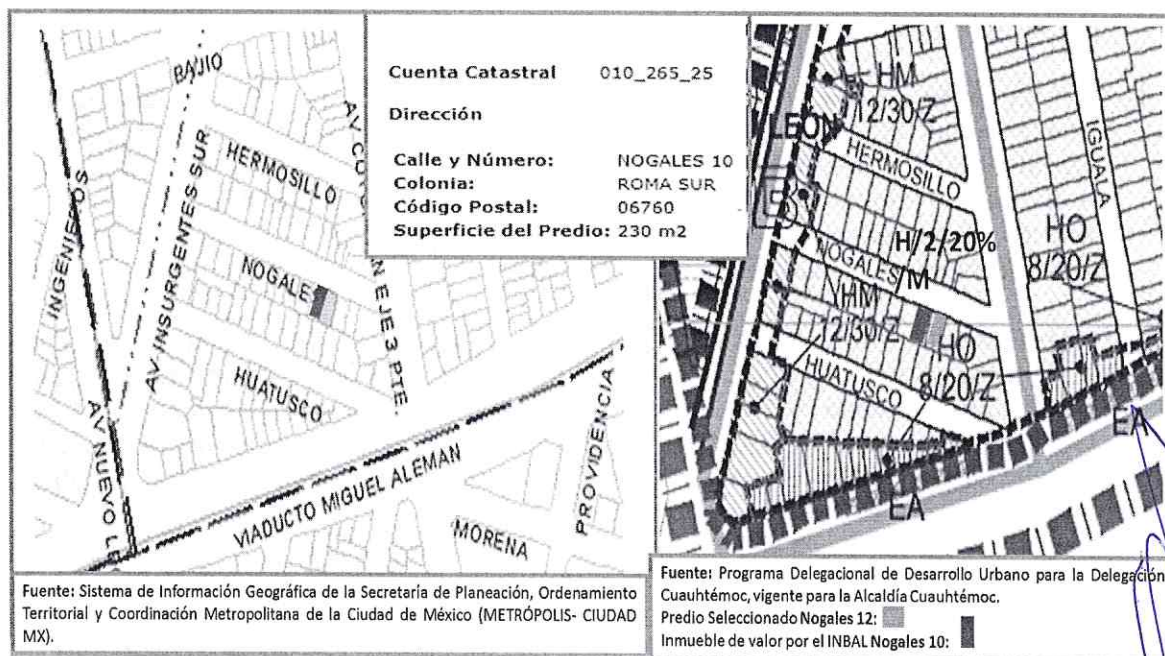 Cuenta Catastral 010_265_25
Dirección
Calle y Número: NOGALES 10
Colonia: ROMA SUR
Código Postal: 06760
Superficie del Predio: 230 m2
BAJIO
HERMOSILLO
INGENIEROS
AV INSURGENTES SUR
NOGALES
EJE 3 PTE.
HUATUSCO
AV NUEVO
VIADUCTO MIGUEL ALEMAN
PROVIDENCIA
MORENA
HM
12/30/Z
LEON
HERMOSILLO
IGUALA
H/2/20%
/M
NOGALES
HO
8/20/Z
HM
12/30/Z
HO
8/20/Z
HUATUSCO
EA
EA
Fuente: Sistema de Información Geográfica de la Secretaría de Planeación, Ordenamiento
Territorial y Coordinación Metropolitana de la Ciudad de México (METRÓPOLIS- CIUDAD
MX).
Fuente: Programa Delegacional de Desarrollo Urbano para la Delegación
Cuauhtémoc, vigente para la Alcaldía Cuauhtémoc.
Predio Seleccionado Nogales 12:
Inmueble de valor por el INBAL Nogales 10: